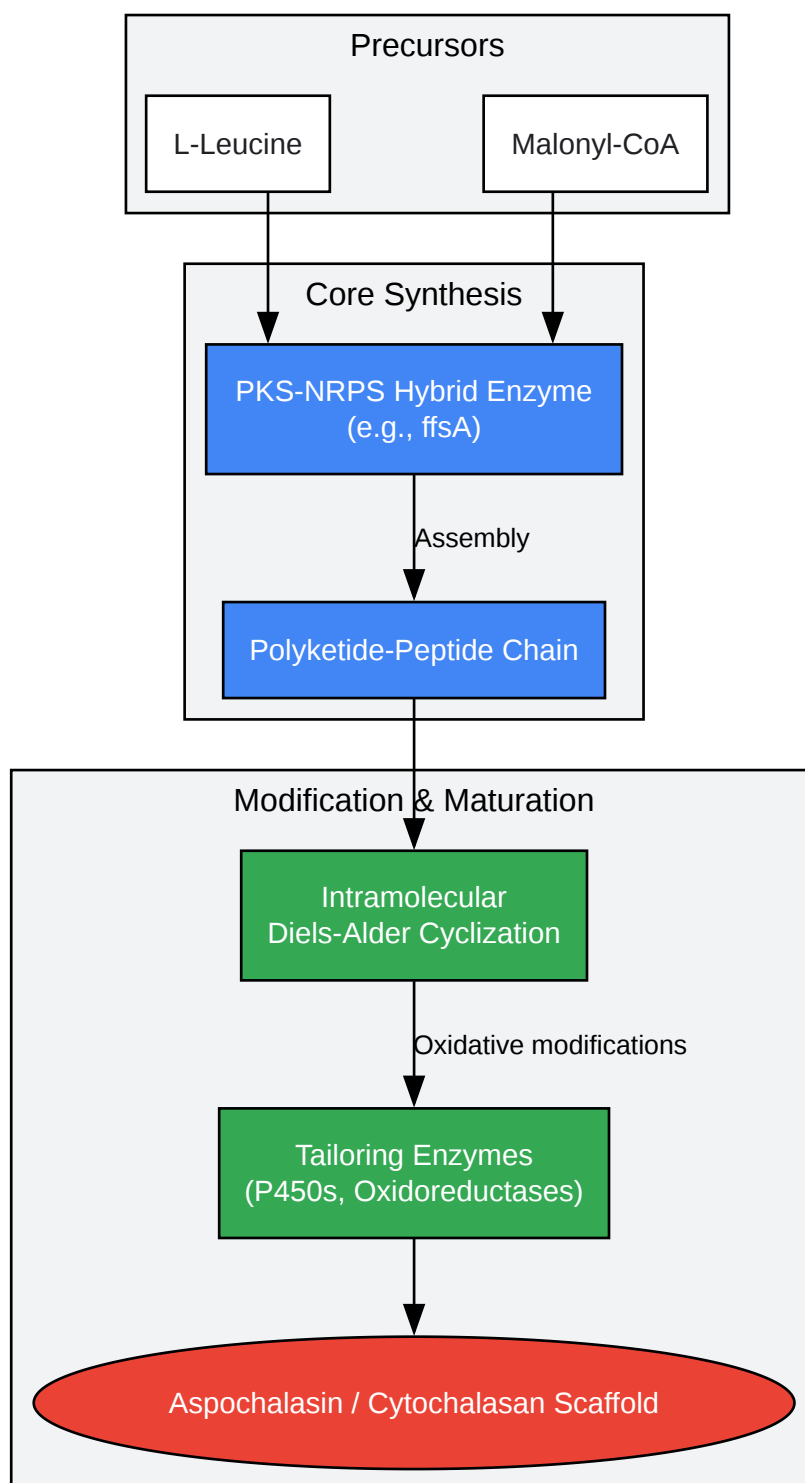 Precursors
L-Leucine
Malonyl-CoA
Core Synthesis
PKS-NRPS Hybrid Enzyme
(e.g., ffsA)
Assembly
Polyketide-Peptide Chain
Modification & Maturation
Intramolecular
Diels-Alder Cyclization
Oxidative modifications
Tailoring Enzymes
(P450s, Oxidoreductases)
Aspochalasin / Cytochalasan Scaffold